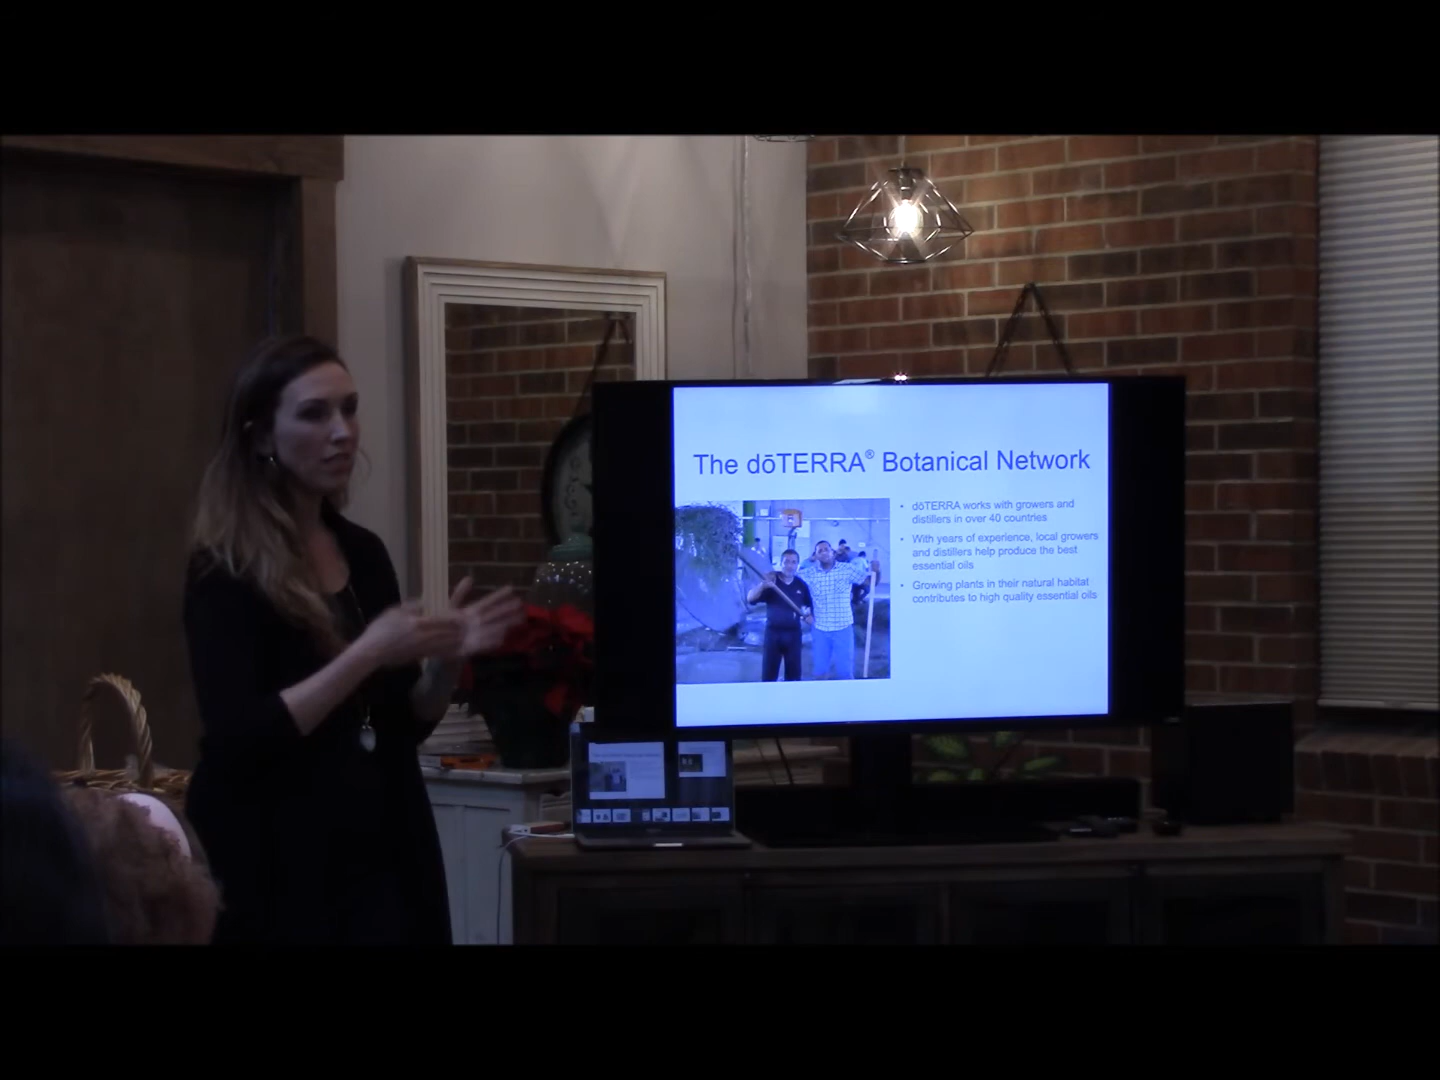 The dōTERRA® Botanical Network
• dōTERRA works with growers and
distillers in over 40 countries
• With years of experience, local growers
and distillers help produce the best
essential oils
• Growing plants in their natural habitat
contributes to high quality essential oils